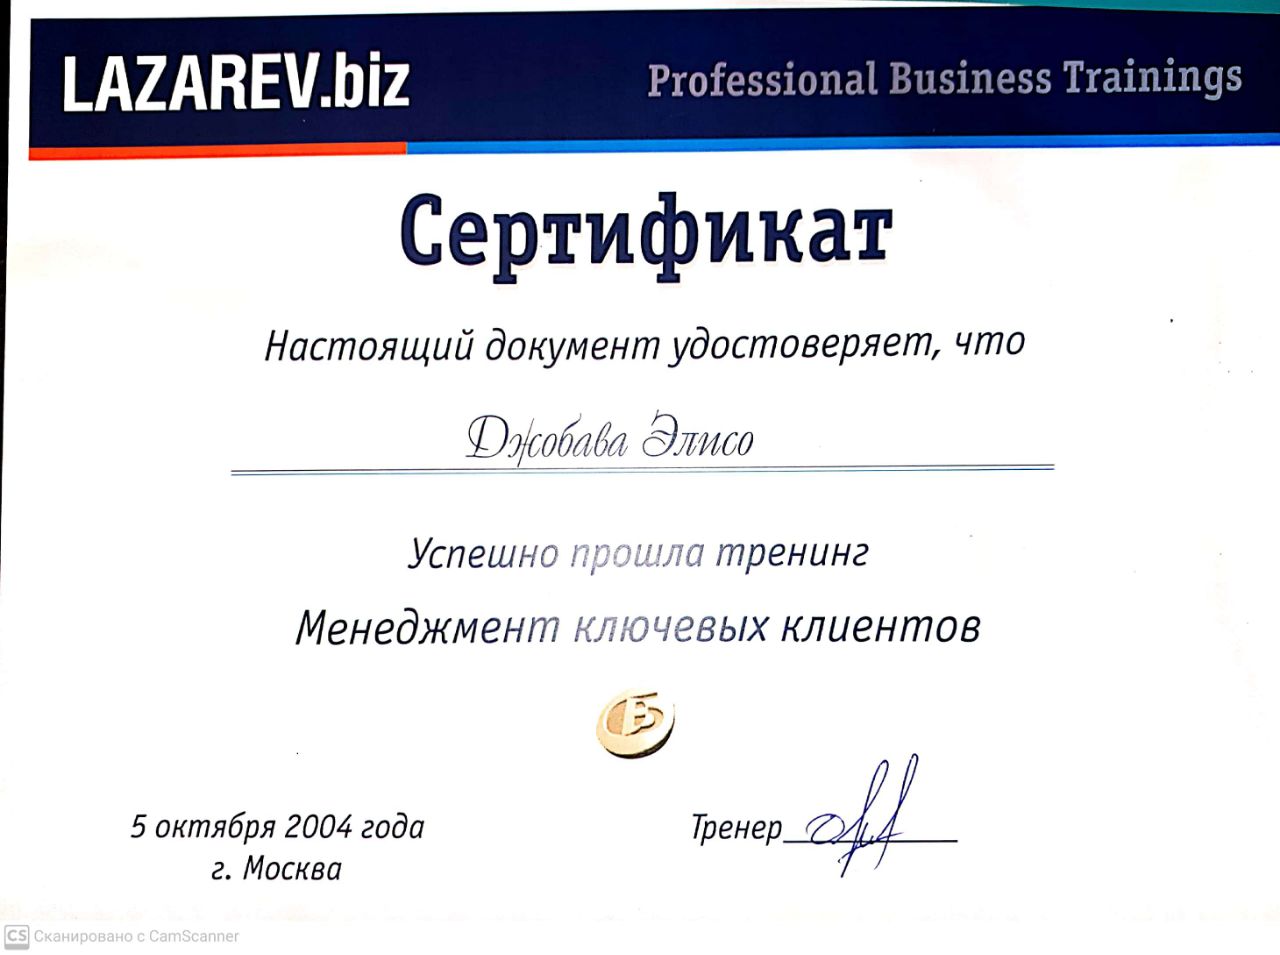 LAZAREV.biz
Professional Business Trainings
Сертификат
Настоящий документ удостоверяет, что
Джобава Элисо
Успешно прошла тренинг
Менеджмент ключевых клиентов
5 октября 2004 года
г. Москва
Тренер
CS Сканировано с CamScanner